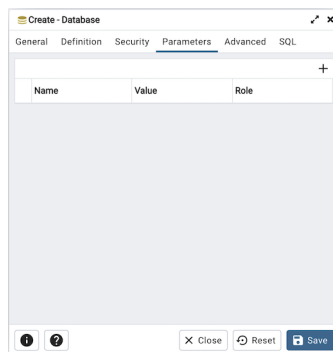 Create - Database
General Definition Security Parameters Advanced SQL
Name Value Role
Close Reset Save